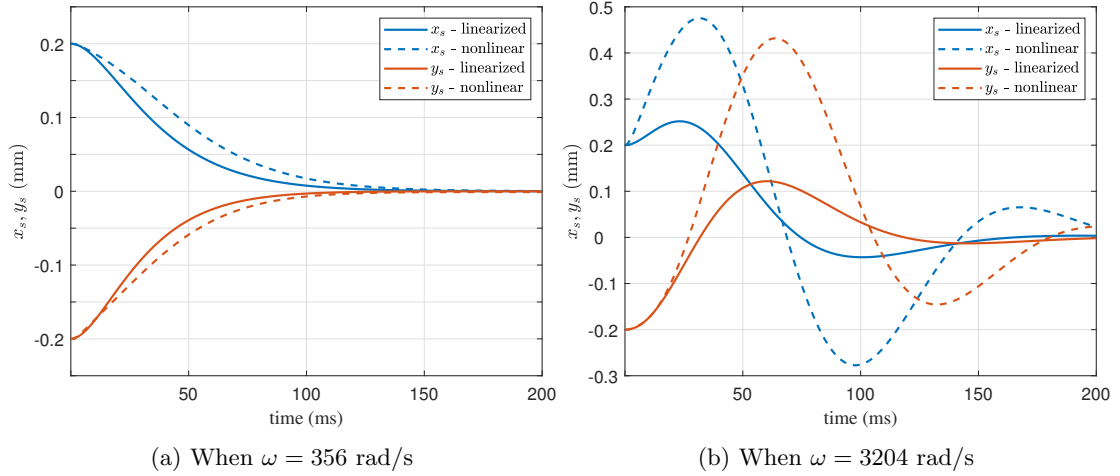 0.2
0.1
0
-0.1
-0.2
x_s, y_s (mm)
50
100
150
200
time (ms)
x_s - linearized
x_s - nonlinear
y_s - linearized
y_s - nonlinear
(a) When ω = 356 rad/s
0.5
0.4
0.3
0.2
0.1
0
-0.1
-0.2
-0.3
x_s, y_s (mm)
50
100
150
200
time (ms)
x_s - linearized
x_s - nonlinear
y_s - linearized
y_s - nonlinear
(b) When ω = 3204 rad/s